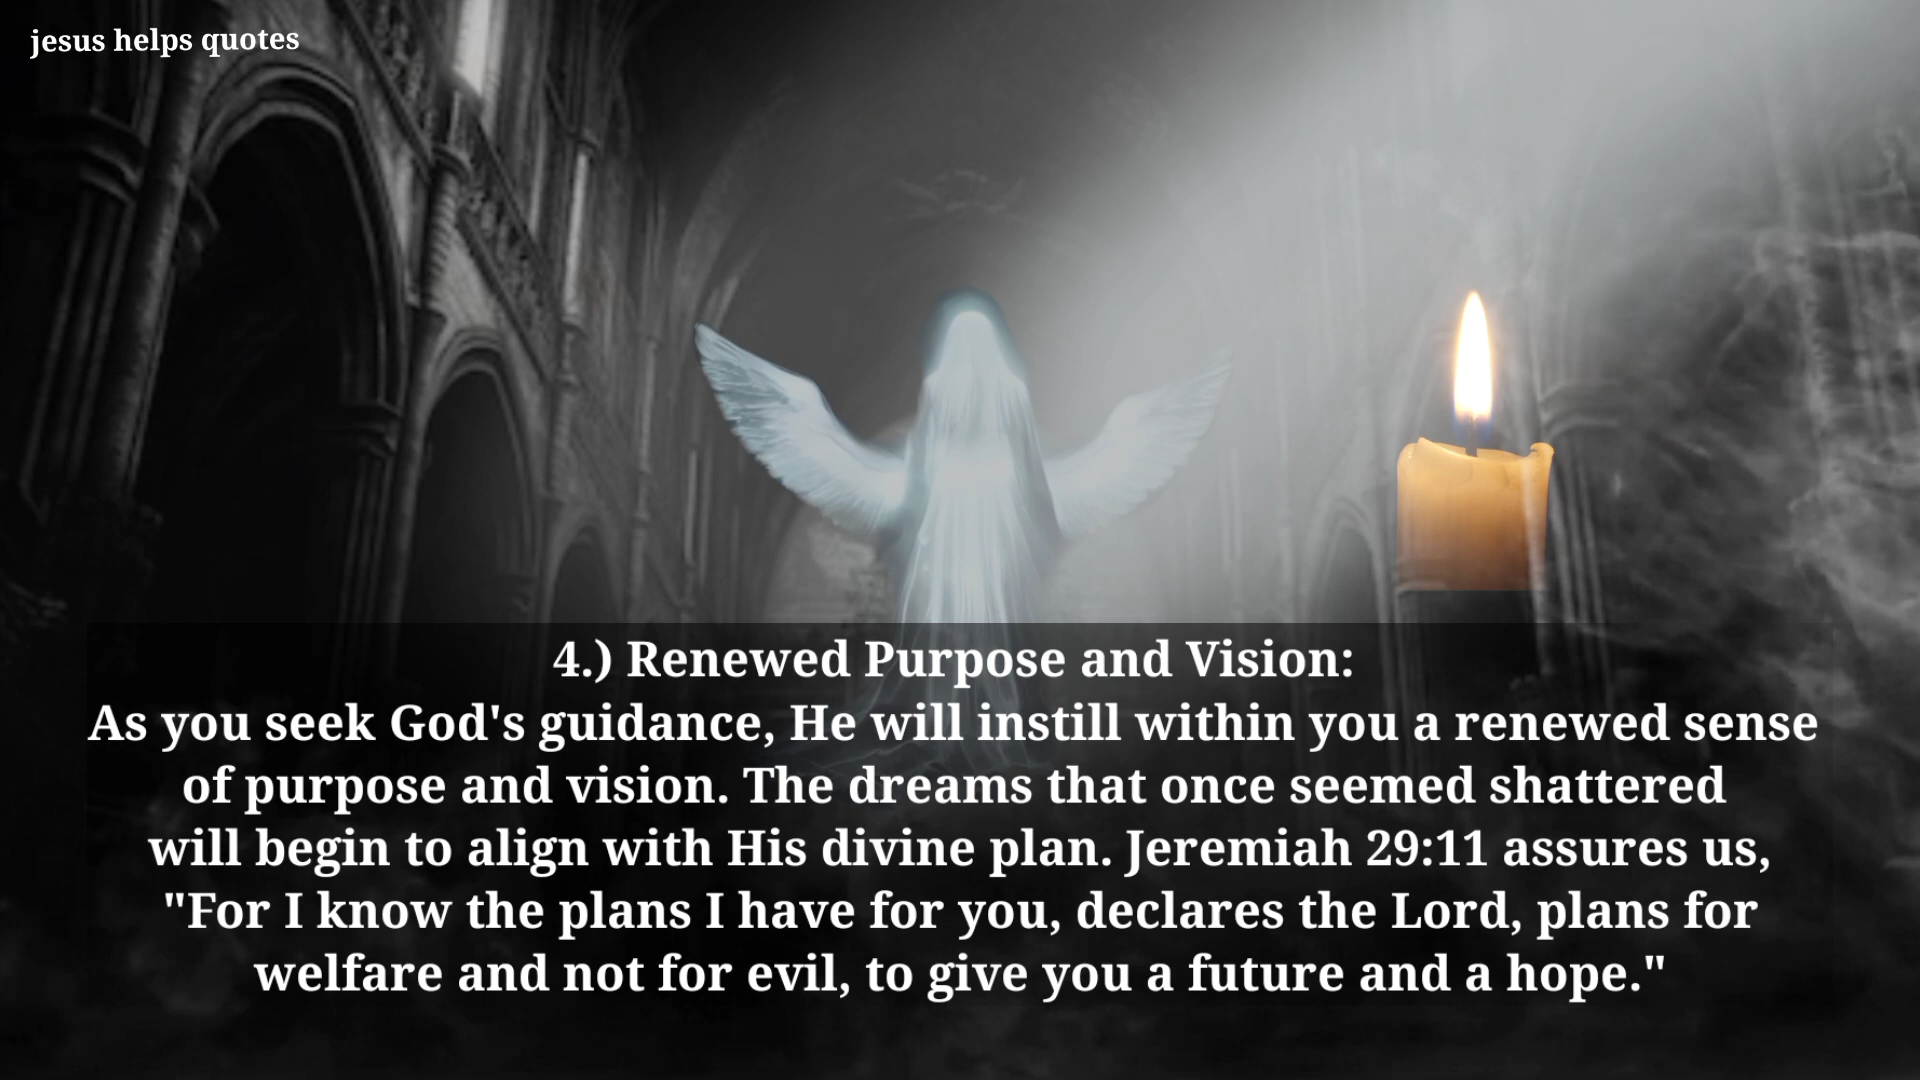 jesus helps quotes
4.) Renewed Purpose and Vision:
As you seek God's guidance, He will instill within you a renewed sense
of purpose and vision. The dreams that once seemed shattered
will begin to align with His divine plan. Jeremiah 29:11 assures us,
"For I know the plans I have for you, declares the Lord, plans for
welfare and not for evil, to give you a future and a hope."